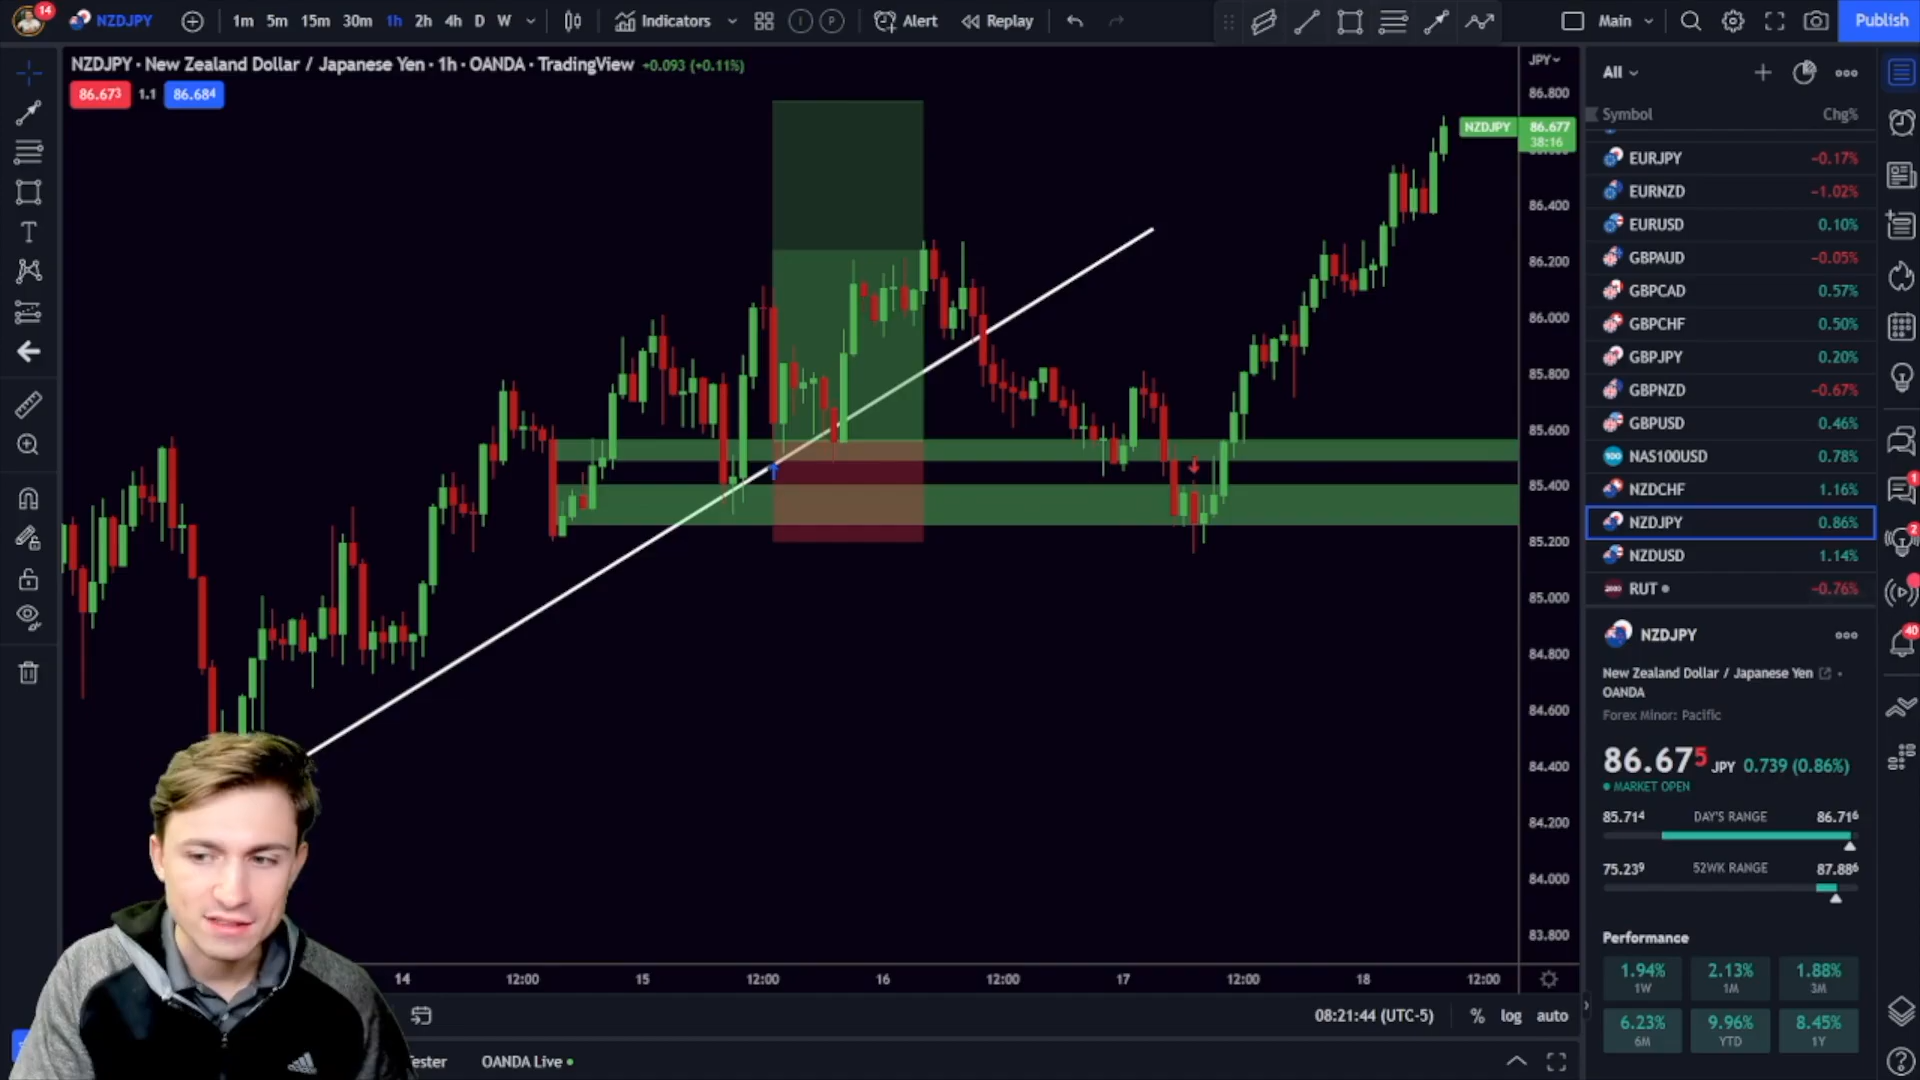 14 NZDJPY 1m 5m 15m 30m 1h 2h 4h D W Indicators I P Alert Replay Main Publish
NZDJPY · New Zealand Dollar / Japanese Yen · 1h · OANDA · TradingView +0.093 (+0.11%)
86.673 1.1 86.684
JPY
86.800
NZDJPY 86.677
38:16
86.400
86.200
86.000
85.800
85.600
85.400
85.200
85.000
84.800
84.600
84.400
84.200
84.000
83.800
14 12:00 15 12:00 16 12:00 17 12:00 18 12:00
08:21:44 (UTC-5) % log auto
ester OANDA Live
All
Symbol Chg%
EURJPY −0.17%
EURNZD −1.02%
EURUSD 0.10%
GBPAUD −0.05%
GBPCAD 0.57%
GBPCHF 0.50%
GBPJPY 0.20%
GBPNZD −0.67%
GBPUSD 0.46%
100 NAS100USD 0.78%
NZDCHF 1.16%
NZDJPY 0.86%
NZDUSD 1.14%
2000 RUT −0.76%
NZDJPY
New Zealand Dollar / Japanese Yen ·
OANDA
Forex Minor: Pacific
86.675 JPY 0.739 (0.86%)
MARKET OPEN
85.714 DAY'S RANGE 86.716
75.239 52WK RANGE 87.886
Performance
1.94% 2.13% 1.88%
1W 1M 3M
6.23% 9.96% 8.45%
6M YTD 1Y
1
2
40